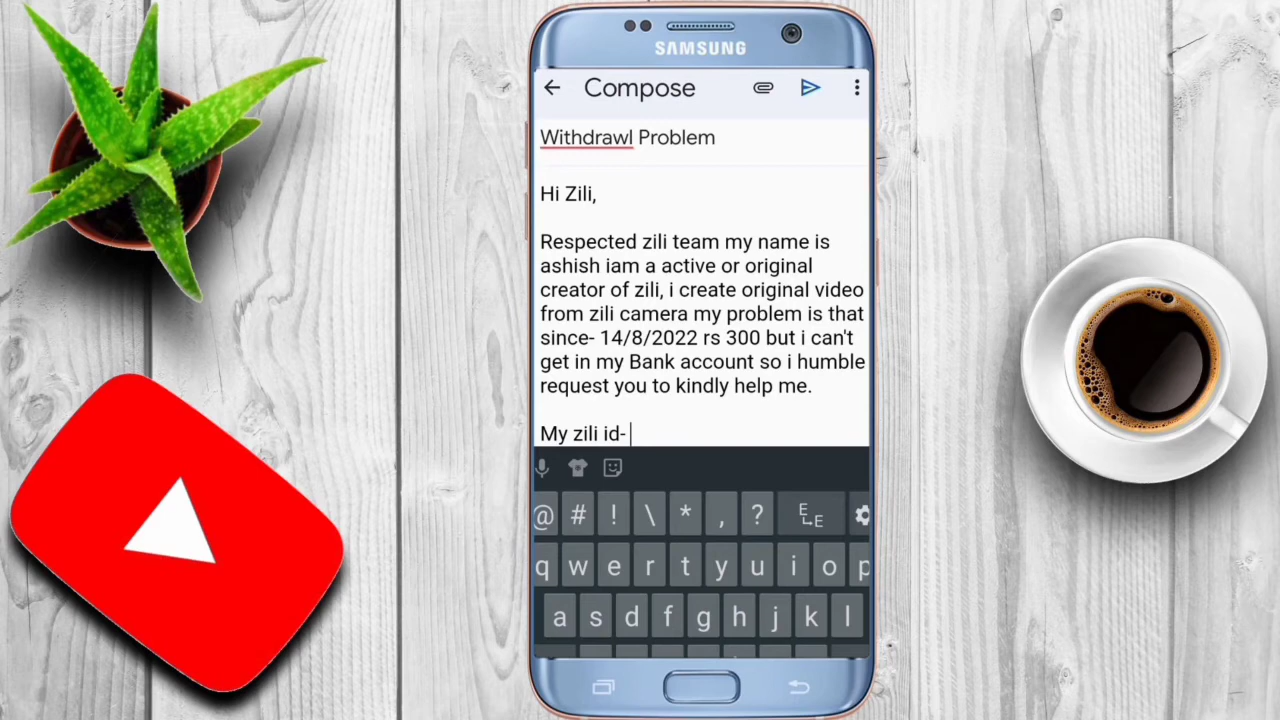 SAMSUNG
Compose
Withdrawl Problem
Hi Zili,
Respected zili team my name is
ashish iam a active or original
creator of zili, i create original video
from zili camera my problem is that
since- 14/8/2022 rs 300 but i can't
get in my Bank account so i humble
request you to kindly help me.
My zili id-
@ # ! \ * , ? E E
q w e r t y u i o p
a s d f g h j k l